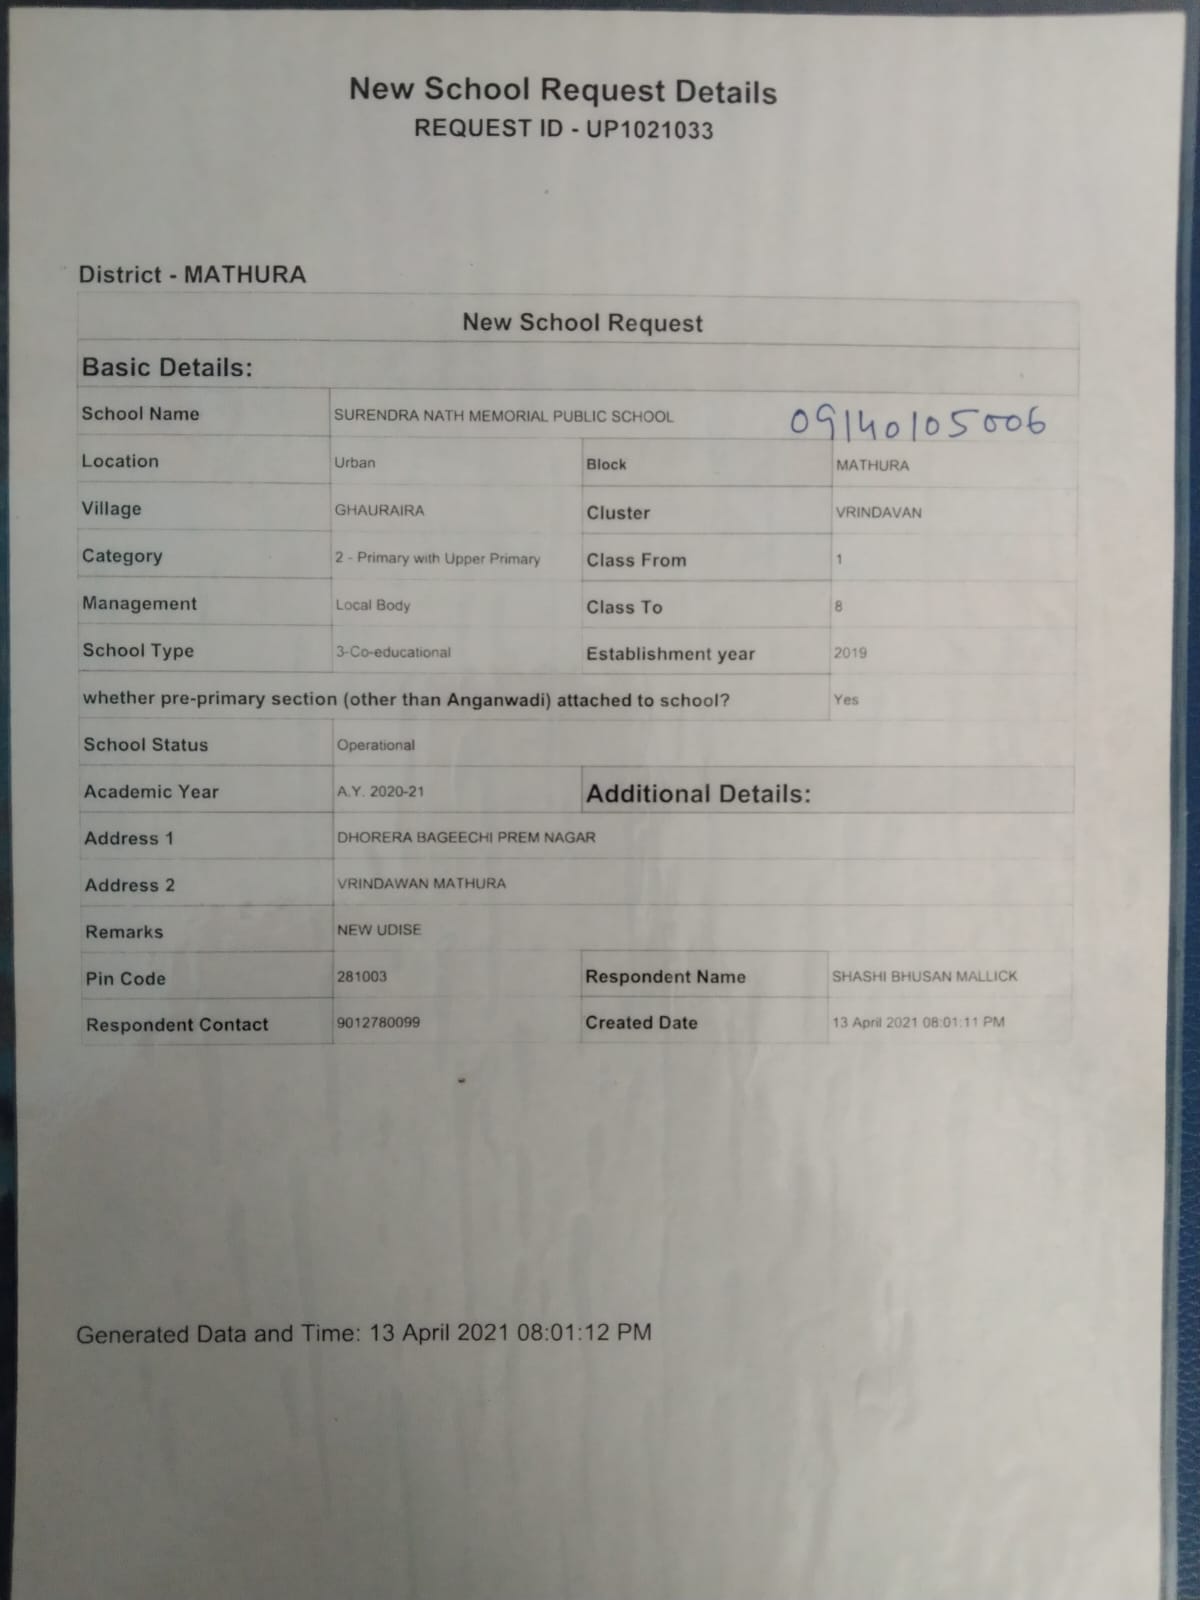 New School Request Details
REQUEST ID - UP1021033
District - MATHURA
New School Request
Basic Details:
School Name SURENDRA NATH MEMORIAL PUBLIC SCHOOL 09140105006
Location Urban Block MATHURA
Village GHAURAIRA Cluster VRINDAVAN
Category 2 - Primary with Upper Primary Class From 1
Management Local Body Class To 8
School Type 3-Co-educational Establishment year 2019
whether pre-primary section (other than Anganwadi) attached to school? Yes
School Status Operational
Academic Year A.Y. 2020-21 Additional Details:
Address 1 DHORERA BAGEECHI PREM NAGAR
Address 2 VRINDAWAN MATHURA
Remarks NEW UDISE
Pin Code 281003 Respondent Name SHASHI BHUSAN MALLICK
Respondent Contact 9012780099 Created Date 13 April 2021 08:01:11 PM
Generated Data and Time: 13 April 2021 08:01:12 PM